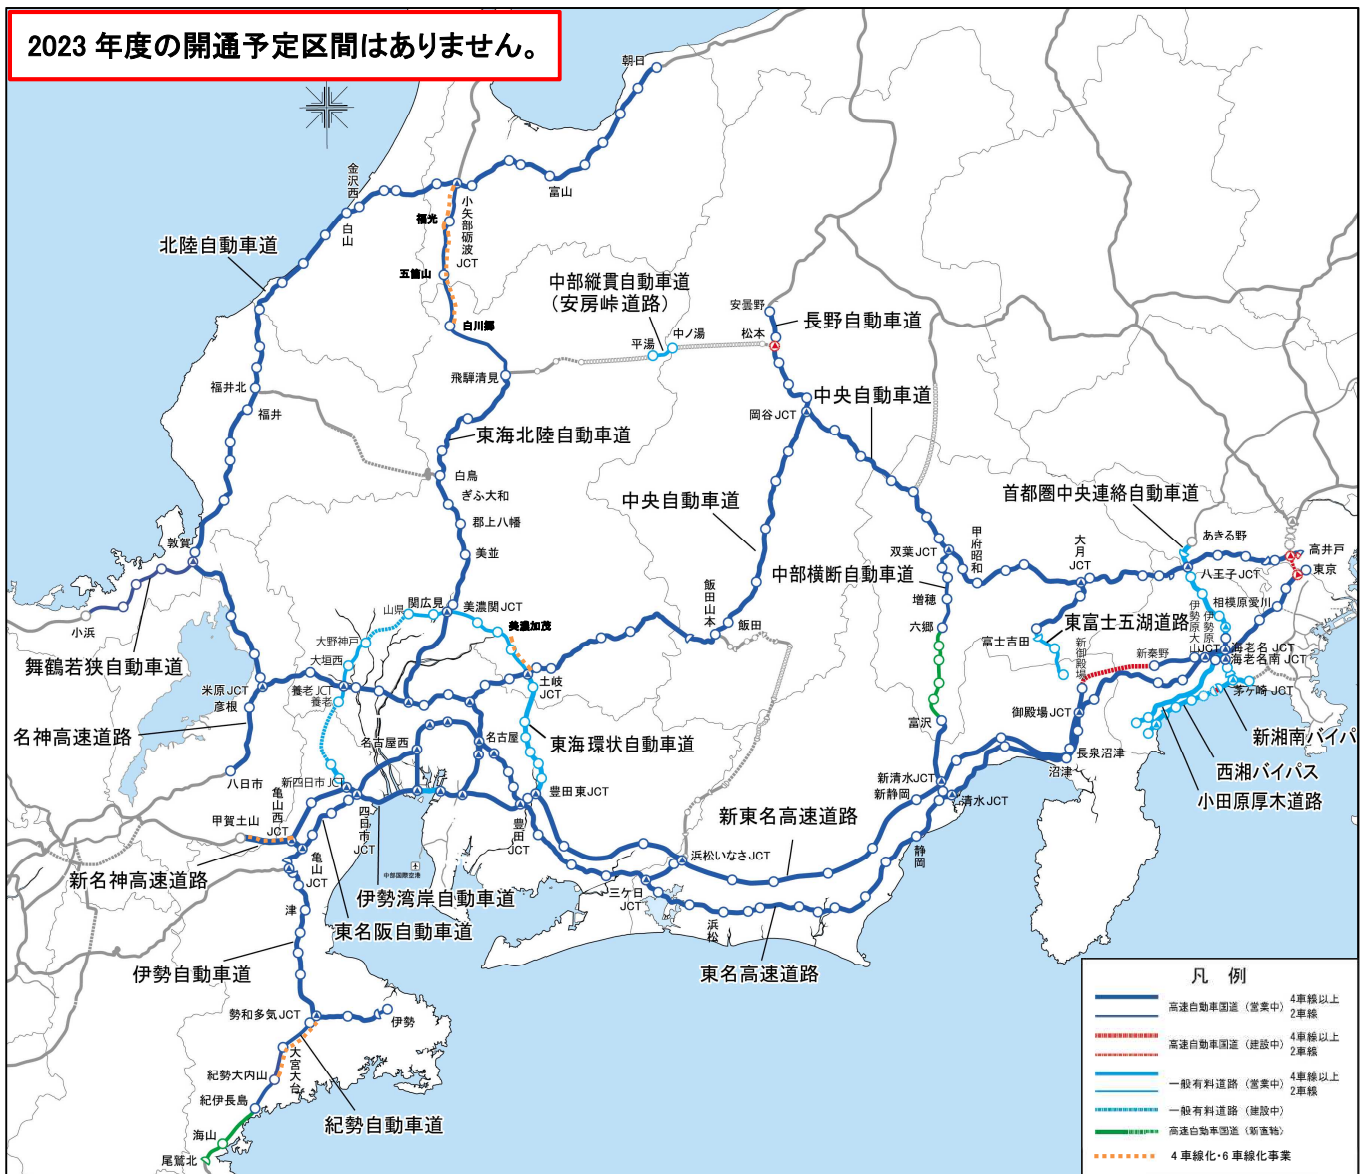 2023 年度の開通予定区間はありません。
朝日
金沢西
白山
富山
福光
小矢部砺波JCT
五箇山
白川郷
北陸自動車道
中部縦貫自動車道
(安房峠道路)
平湯
中ノ湯
安曇野
松本
長野自動車道
飛騨清見
福井北
福井
岡谷JCT
中央自動車道
東海北陸自動車道
白鳥
ぎふ大和
郡上八幡
美並
中央自動車道
首都圏中央連絡自動車道
あきる野
高井戸
東京
敦賀
双葉JCT
甲府昭和
大月JCT
八王子JCT
中部横断自動車道
増穂
六郷
相模原愛川
小浜
舞鶴若狭自動車道
山県
関広見
美濃関JCT
美濃加茂
大野神戸
大垣西
飯田山本
飯田
東富士五湖道路
富士吉田
新御殿場
新秦野
伊勢原大山
伊勢原JCT
海老名 JCT
海老名南 JCT
茅ヶ崎 JCT
米原JCT
彦根
養老JCT
養老
土岐JCT
名神高速道路
名古屋西
名古屋
東海環状自動車道
富沢
御殿場JCT
長泉沼津
沼津
新湘南バイパ
西湘バイパス
小田原厚木道路
八日市
新四日市JCT
豊田東JCT
新清水JCT
新静岡
清水JCT
甲賀土山
亀山西JCT
四日市JCT
豊田JCT
新東名高速道路
静岡
浜松いなさJCT
新名神高速道路
亀山JCT
中部国際空港
伊勢湾岸自動車道
三ケ日JCT
津
東名阪自動車道
浜松
東名高速道路
伊勢自動車道
勢和多気JCT
伊勢
大宮大台
紀勢大内山
紀伊長島
紀勢自動車道
海山
尾鷲北
凡 例
高速自動車国道（営業中）
4車線以上
2車線
高速自動車国道（建設中）
4車線以上
2車線
一般有料道路（営業中）
4車線以上
2車線
一般有料道路（建設中）
高速自動車国道（新直轄）
4車線化・6車線化事業